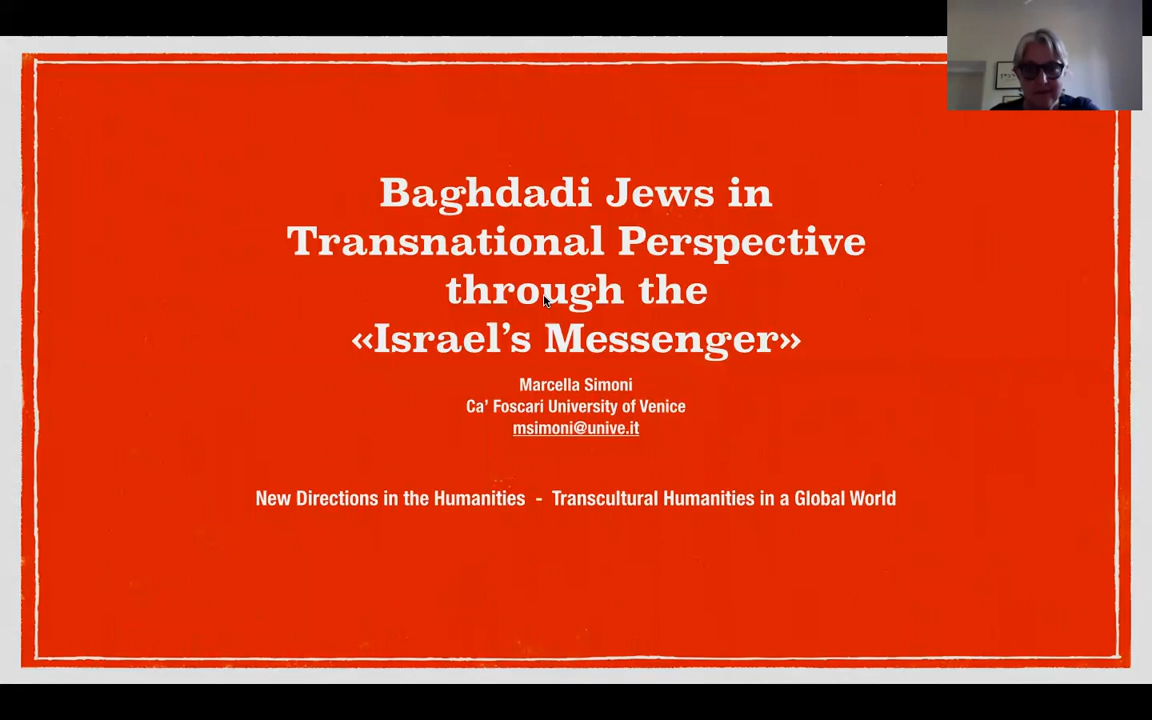 Baghdadi Jews in
Transnational Perspective
through the
«Israel’s Messenger»
Marcella Simoni
Ca’ Foscari University of Venice
msimoni@unive.it
New Directions in the Humanities - Transcultural Humanities in a Global World